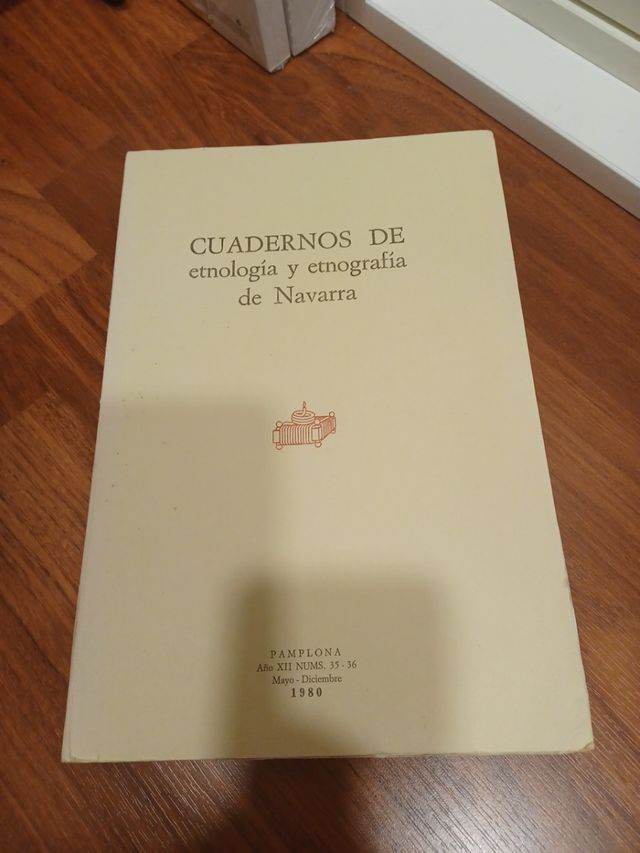 CUADERNOS DE
etnología y etnografía
de Navarra
PAMPLONA
Año XII NUMS. 35 - 36
Mayo - Diciembre
1980